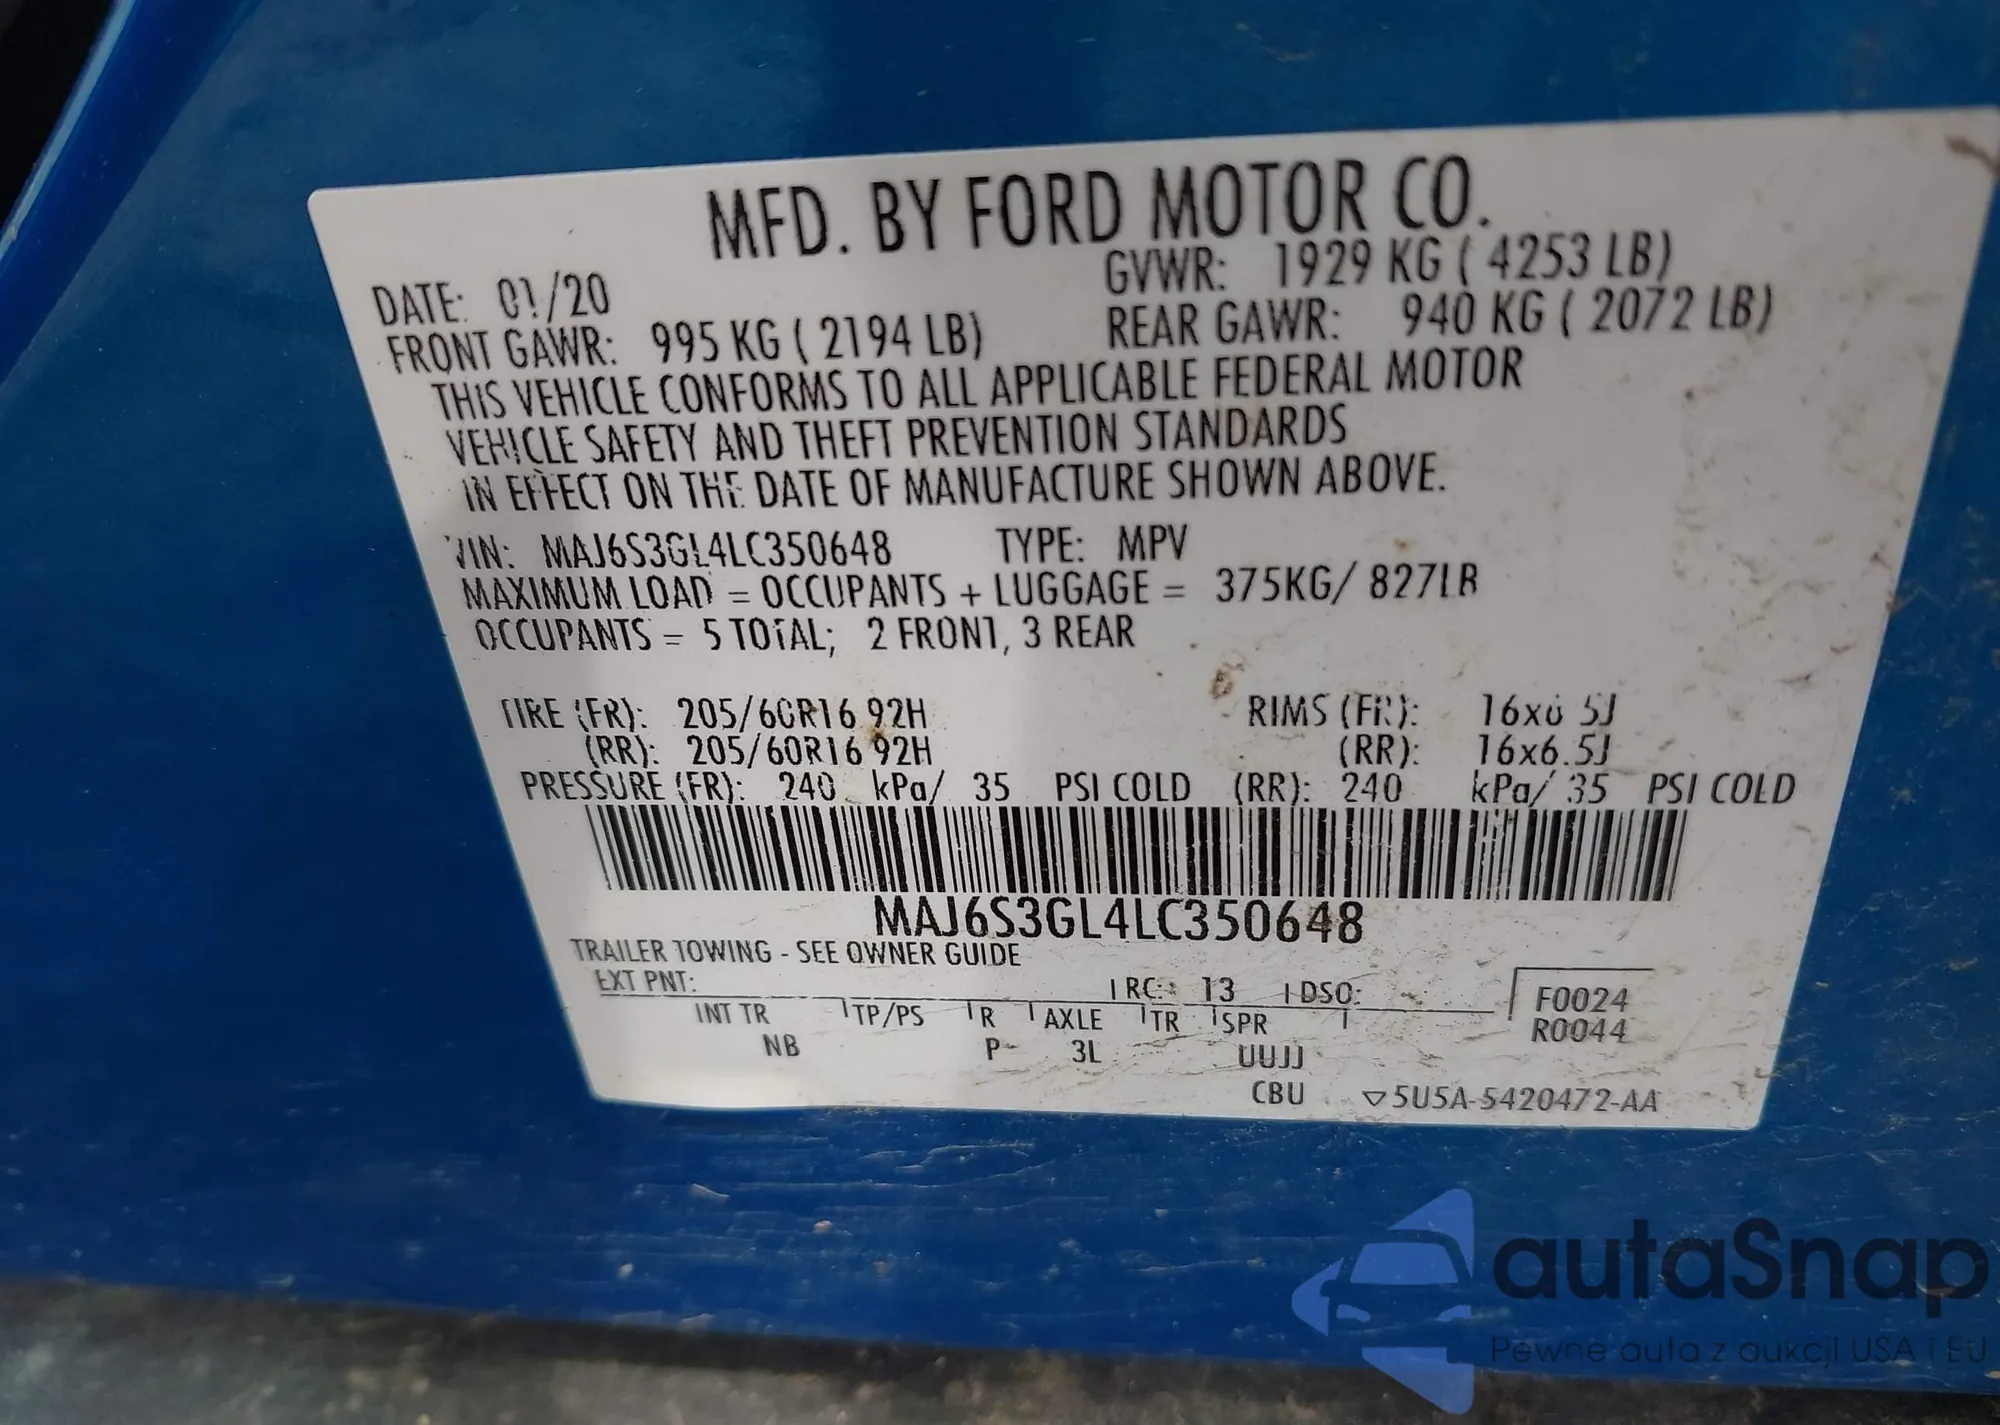 MFD. BY FORD MOTOR CO.
DATE: 01/20 GVWR: 1929 KG ( 4253 LB)
FRONT GAWR: 995 KG ( 2194 LB) REAR GAWR: 940 KG ( 2072 LB)
THIS VEHICLE CONFORMS TO ALL APPLICABLE FEDERAL MOTOR
VEHICLE SAFETY AND THEFT PREVENTION STANDARDS
IN EFFECT ON THE DATE OF MANUFACTURE SHOWN ABOVE.
VIN: MAJ6S3GL4LC350648 TYPE: MPV
MAXIMUM LOAD = OCCUPANTS + LUGGAGE = 375KG/ 827LB
OCCUPANTS = 5 TOTAL; 2 FRONT, 3 REAR
TIRE (FR): 205/60R16 92H RIMS (FR): 16x6.5J
(RR): 205/60R16 92H (RR): 16x6.5J
PRESSURE (FR): 240 kPa/ 35 PSI COLD (RR): 240 kPa/ 35 PSI COLD
MAJ6S3GL4LC350648
TRAILER TOWING - SEE OWNER GUIDE
EXT PNT: RC: 13 DSO: F0024
INT TR TP/PS R AXLE TR SPR R0044
NB P 3L UUJJ
CBU ▽5U5A-5420472-AA
autaSnap
Pewne auta z aukcji USA i EU